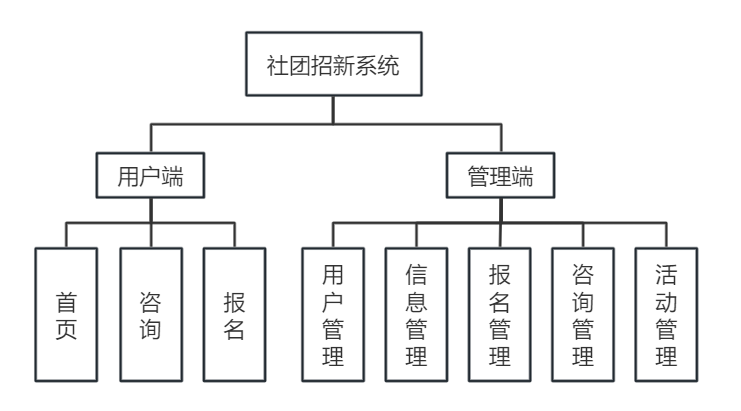 社团招新系统
用户端
管理端
首页
咨询
报名
用户管理
信息管理
报名管理
咨询管理
活动管理